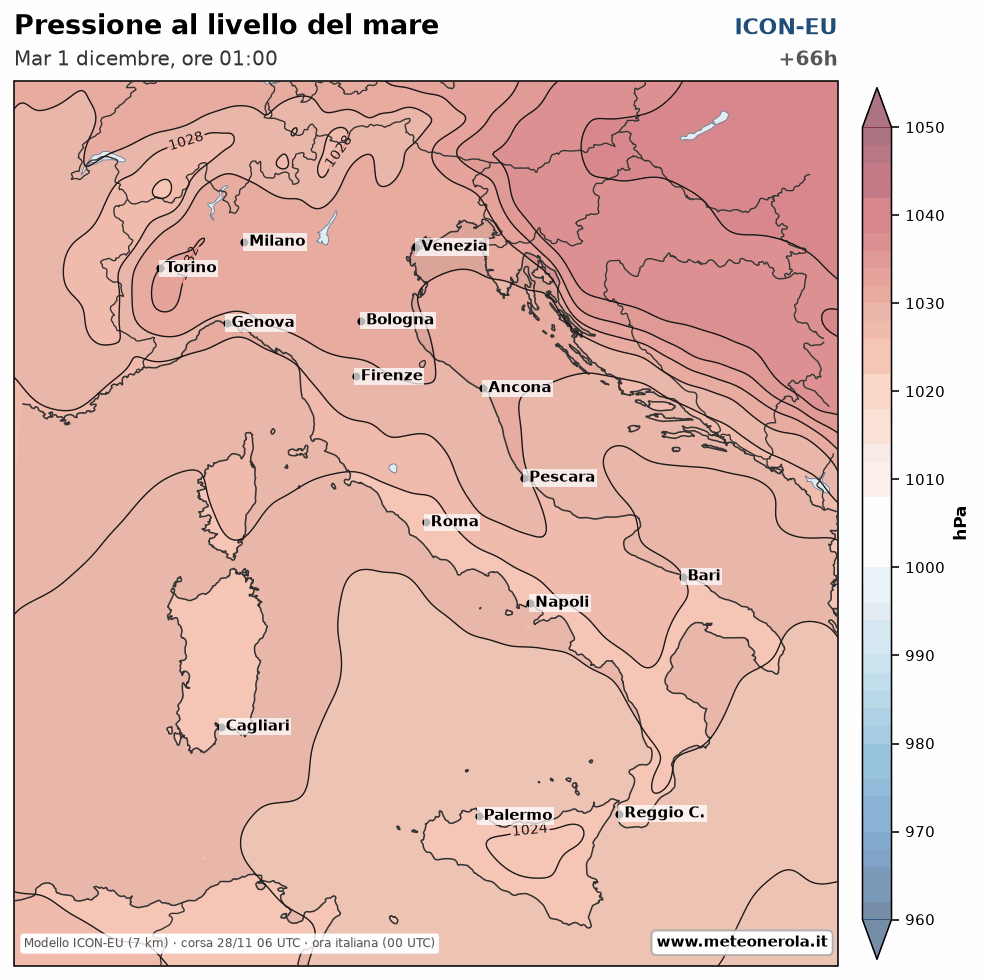 Pressione al livello del mare
ICON-EU
Mar 1 dicembre, ore 01:00
+66h
1028
1028
Milano
Venezia
Torino
Genova
Bologna
Firenze
Ancona
Pescara
Roma
Bari
Napoli
Cagliari
Palermo
Reggio C.
1024
1050
1040
1030
1020
1010
1000
990
980
970
960
hPa
Modello ICON-EU (7 km) · corsa 28/11 06 UTC · ora italiana (00 UTC)
www.meteonerola.it